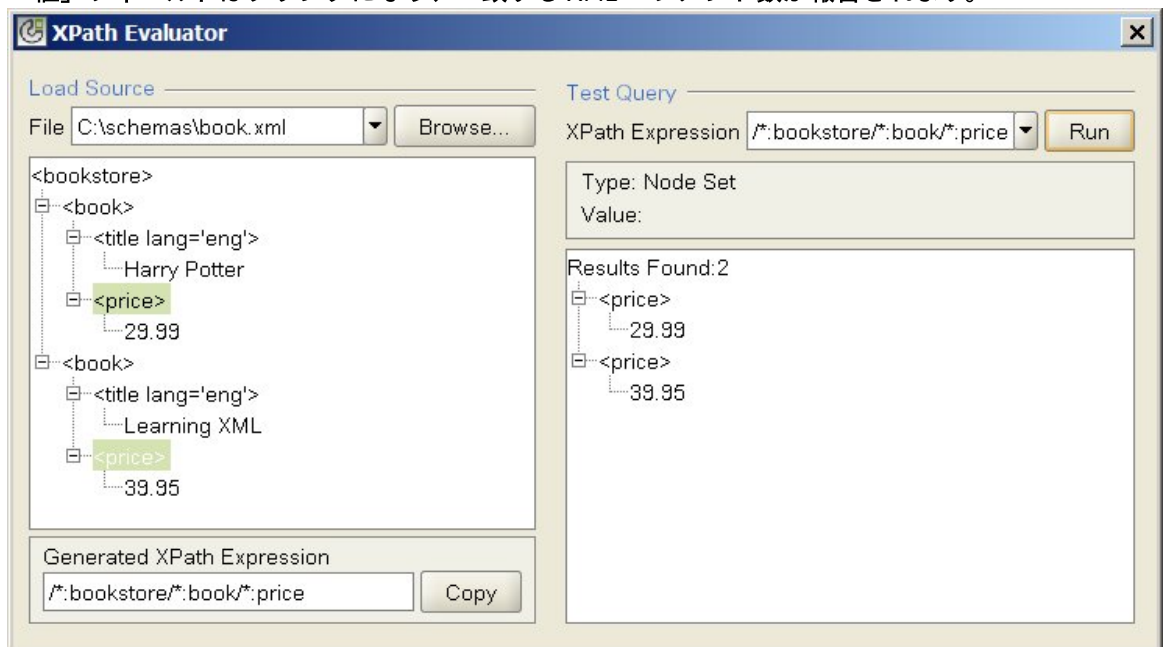 XPath Evaluator
Load Source
File C:\schemas\book.xml Browse...
<bookstore>
<book>
<title lang='eng'>
Harry Potter
<price>
29.99
<book>
<title lang='eng'>
Learning XML
<price>
39.95
Generated XPath Expression
/*:bookstore/*:book/*:price Copy
Test Query
XPath Expression /*:bookstore/*:book/*:price Run
Type: Node Set
Value:
Results Found:2
<price>
29.99
<price>
39.95